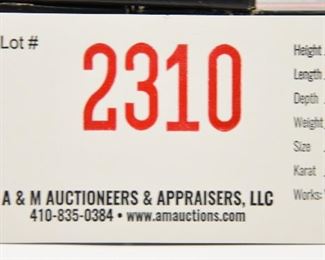 Lot #
2310
Height
Length
Depth
Weight
Size
Karat
Works:
A & M AUCTIONEERS & APPRAISERS, LLC
410-835-0384 • www.amauctions.com